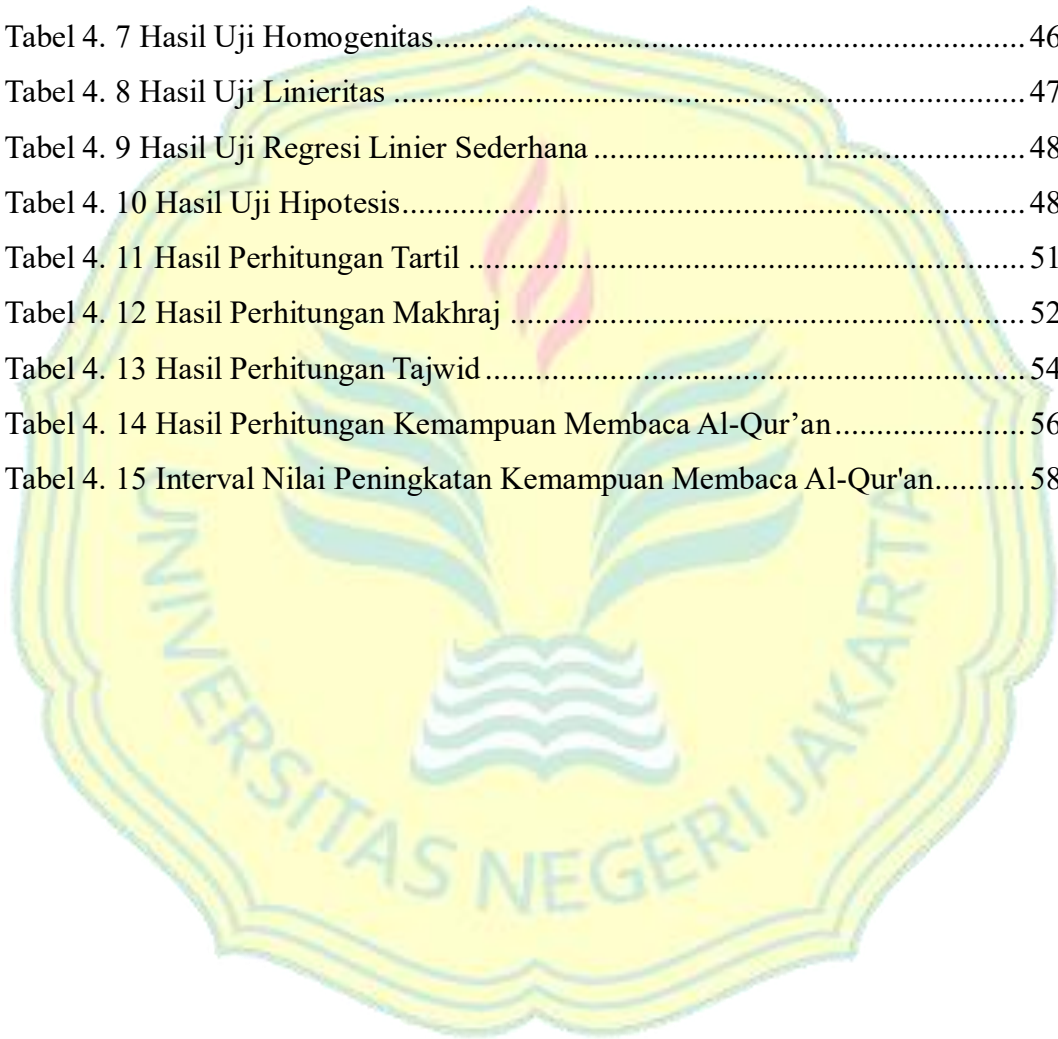 Tabel 4. 7 Hasil Uji Homogenitas.......................................................................... 46
Tabel 4. 8 Hasil Uji Linieritas ............................................................................... 47
Tabel 4. 9 Hasil Uji Regresi Linier Sederhana ...................................................... 48
Tabel 4. 10 Hasil Uji Hipotesis.............................................................................. 48
Tabel 4. 11 Hasil Perhitungan Tartil ..................................................................... 51
Tabel 4. 12 Hasil Perhitungan Makhraj ................................................................ 52
Tabel 4. 13 Hasil Perhitungan Tajwid ................................................................... 54
Tabel 4. 14 Hasil Perhitungan Kemampuan Membaca Al-Qur’an ........................ 56
Tabel 4. 15 Interval Nilai Peningkatan Kemampuan Membaca Al-Qur'an........... 58
UNIVERSITAS NEGERI JAKARTA